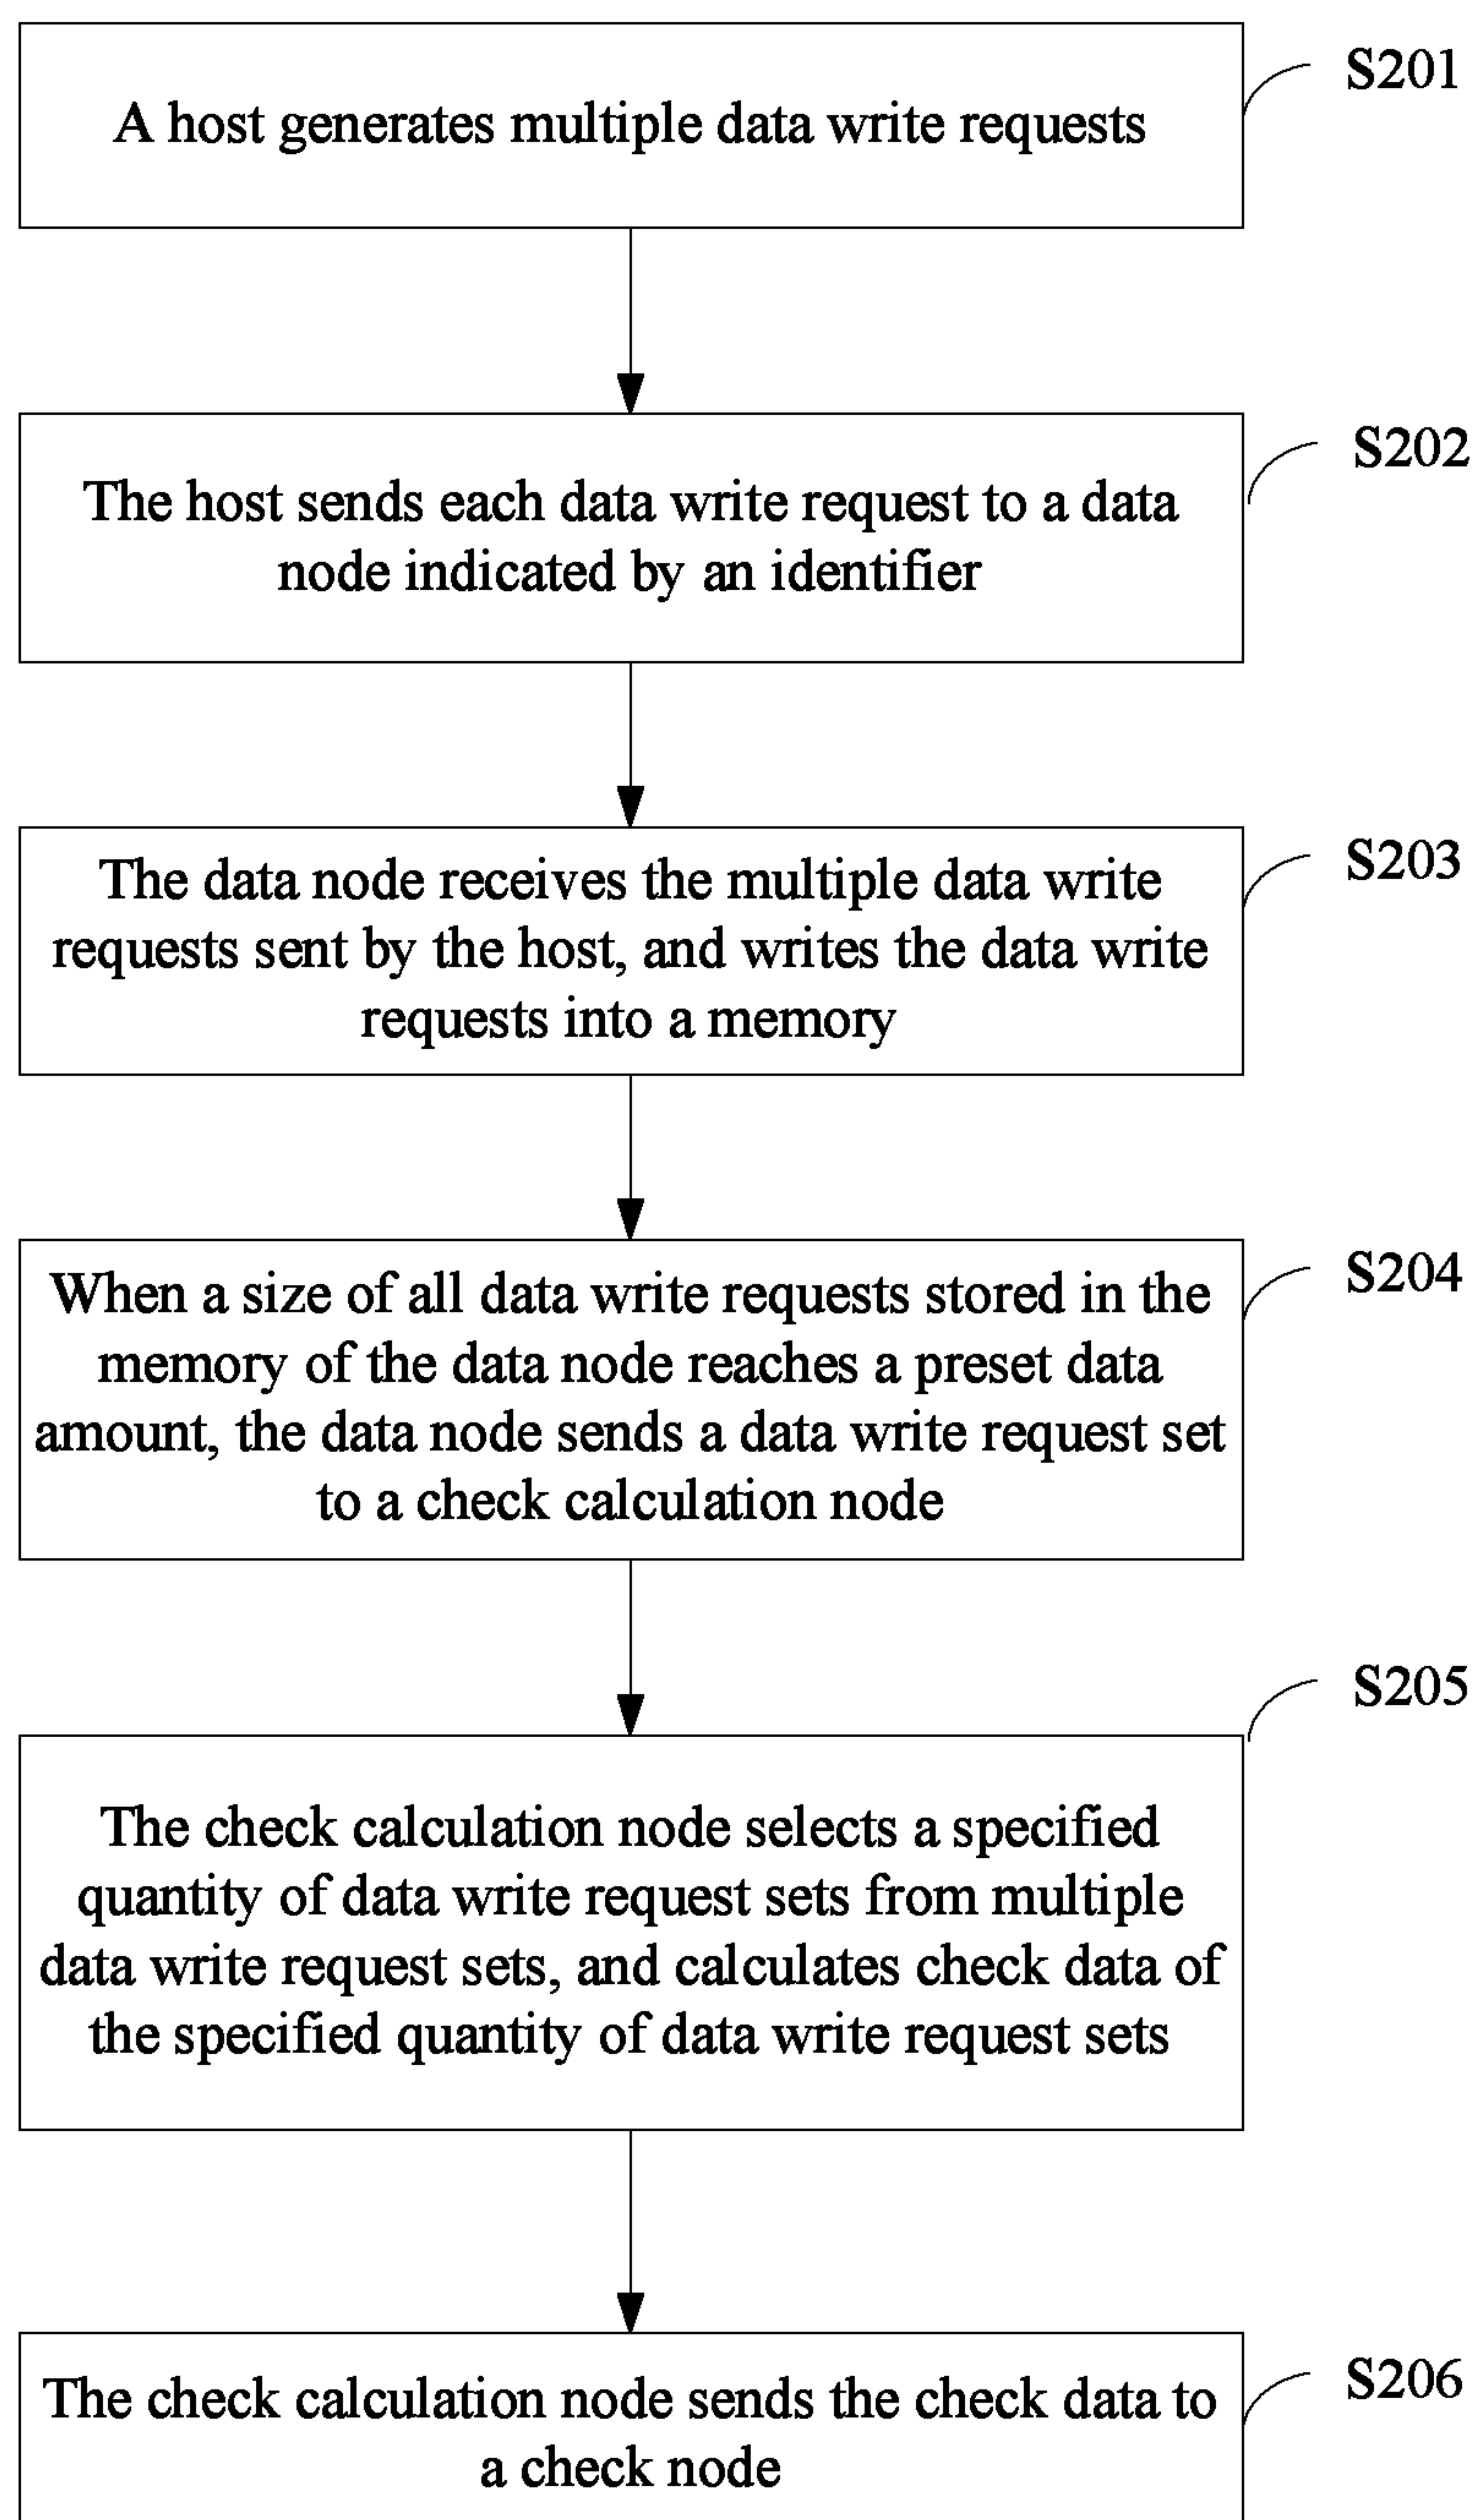 S201
A host generates multiple data write requests
S202
The host sends each data write request to a data
node indicated by an identifier
S203
The data node receives the multiple data write
requests sent by the host, and writes the data write
requests into a memory
S204
When a size of all data write requests stored in the
memory of the data node reaches a preset data
amount, the data node sends a data write request set
to a check calculation node
S205
The check calculation node selects a specified
quantity of data write request sets from multiple
data write request sets, and calculates check data of
the specified quantity of data write request sets
S206
The check calculation node sends the check data to
a check node